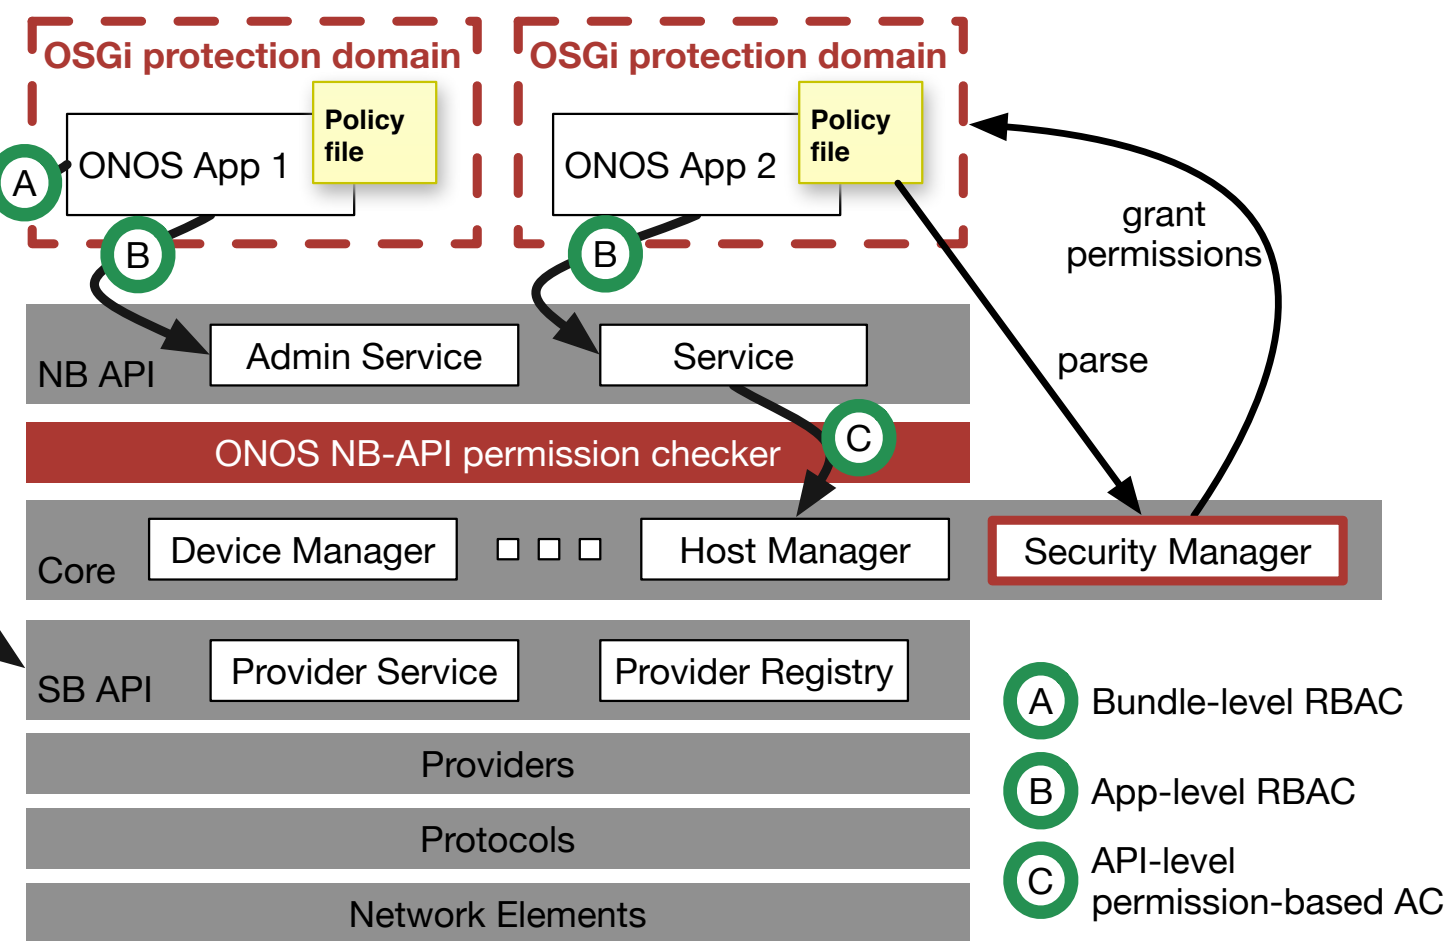 OSGi protection domain
OSGi protection domain
Policy
file
Policy
file
A
ONOS App 1
ONOS App 2
B
B
grant
permissions
NB API
Admin Service
Service
parse
ONOS NB-API permission checker
C
Core
Device Manager
Host Manager
Security Manager
SB API
Provider Service
Provider Registry
Providers
Protocols
Network Elements
A Bundle-level RBAC
B App-level RBAC
C API-level
permission-based AC